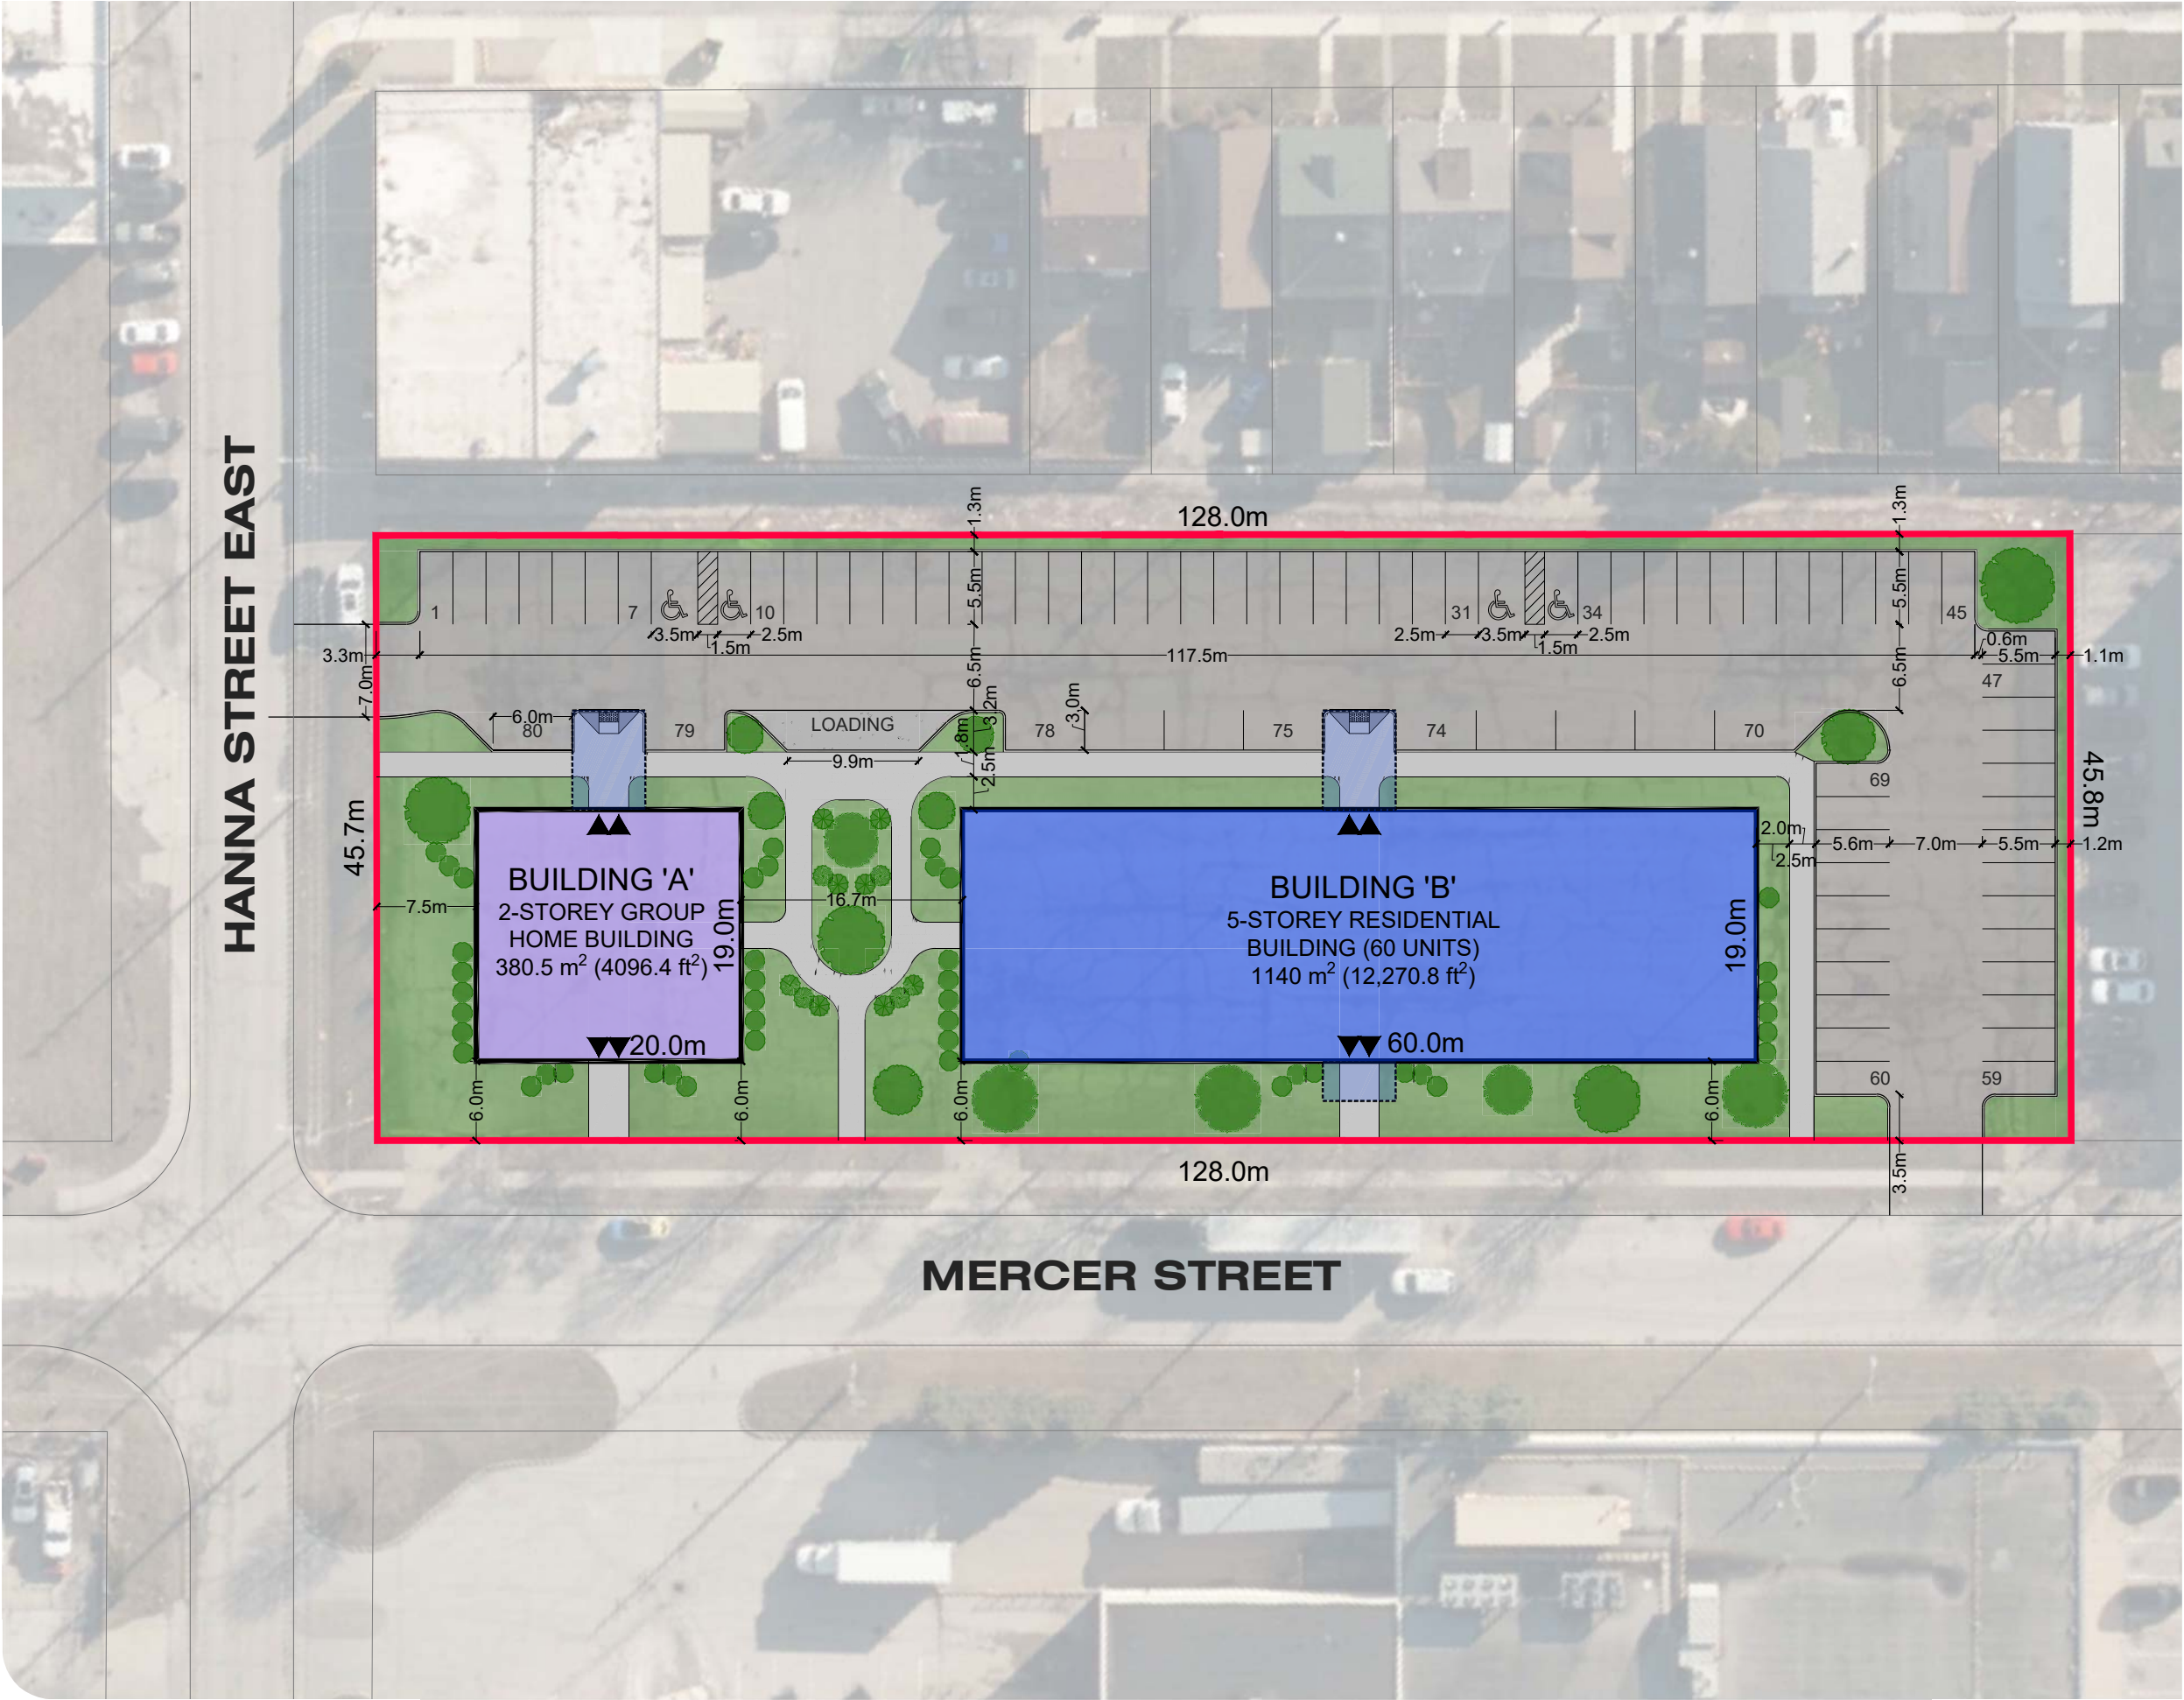 HANNA STREET EAST
MERCER STREET
128.0m
1.3m
1.3m
5.5m
5.5m
1
7
10
31
34
45
3.5m
1.5m
2.5m
2.5m
3.5m
1.5m
2.5m
3.3m
117.5m
0.6m
5.5m
1.1m
7.0m
6.5m
6.5m
47
6.0m
80
79
LOADING
9.9m
1.8m
3.2m
2.5m
78
3.0m
75
74
70
69
45.7m
45.8m
7.5m
BUILDING 'A'
2-STOREY GROUP
HOME BUILDING
380.5 m² (4096.4 ft²)
19.0m
20.0m
16.7m
BUILDING 'B'
5-STOREY RESIDENTIAL
BUILDING (60 UNITS)
1140 m² (12,270.8 ft²)
19.0m
60.0m
2.0m
2.5m
5.6m
7.0m
5.5m
1.2m
60
59
6.0m
6.0m
6.0m
6.0m
3.5m
128.0m